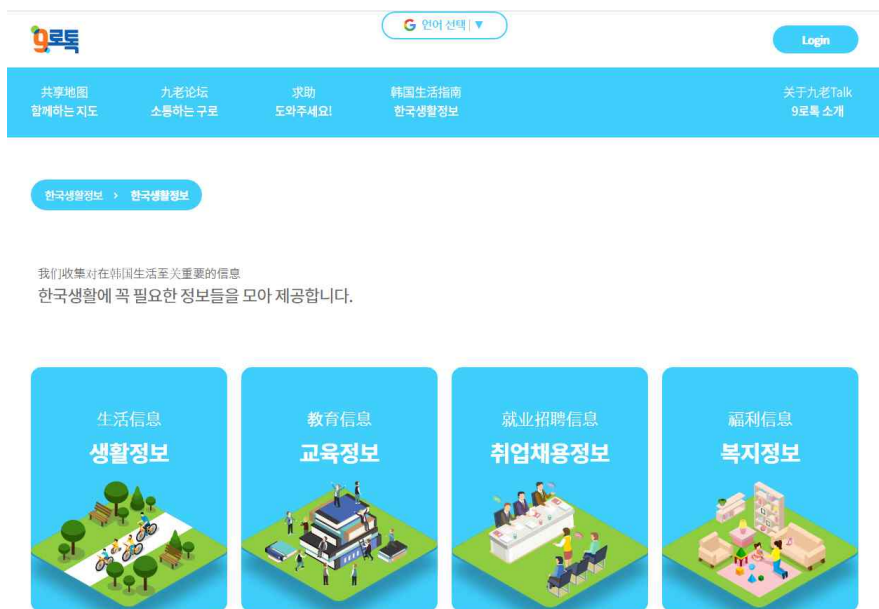 9로톡
언어 선택 | ▼
Login
共享地图
함께하는 지도
九老论坛
소통하는 구로
求助
도와주세요!
韩国生活指南
한국생활정보
关于九老Talk
9로톡 소개
한국생활정보 > 한국생활정보
我们收集对在韩国生活至关重要的信息
한국생활에 꼭 필요한 정보들을 모아 제공합니다.
生活信息
생활정보
教育信息
교육정보
就业招聘信息
취업채용정보
福利信息
복지정보